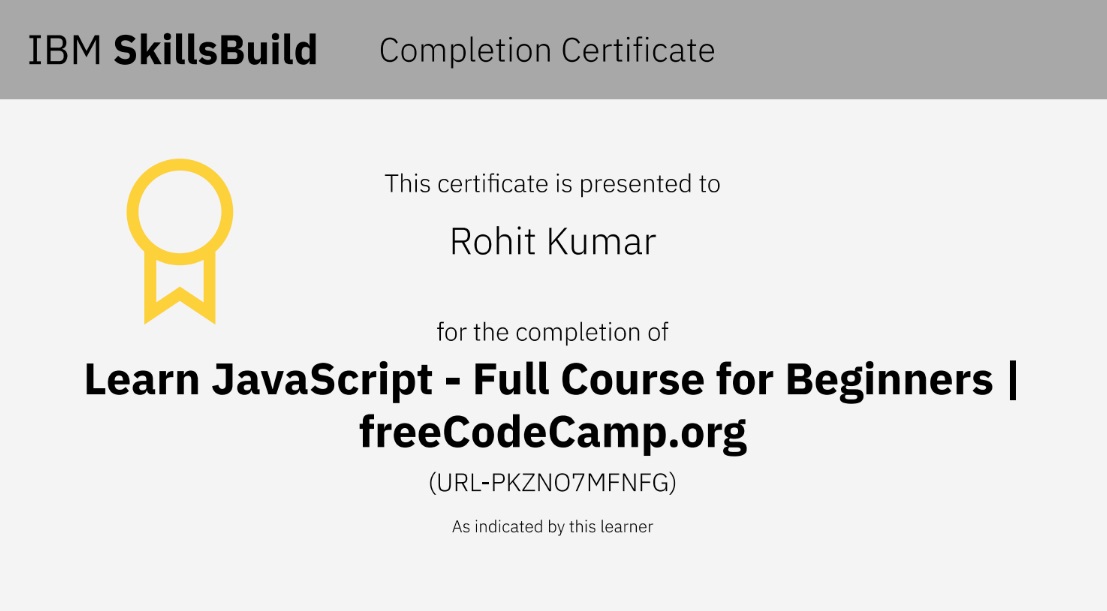 IBM SkillsBuild Completion Certificate
This certificate is presented to
Rohit Kumar
for the completion of
Learn JavaScript - Full Course for Beginners |
freeCodeCamp.org
(URL-PKZNO7MFNFG)
As indicated by this learner